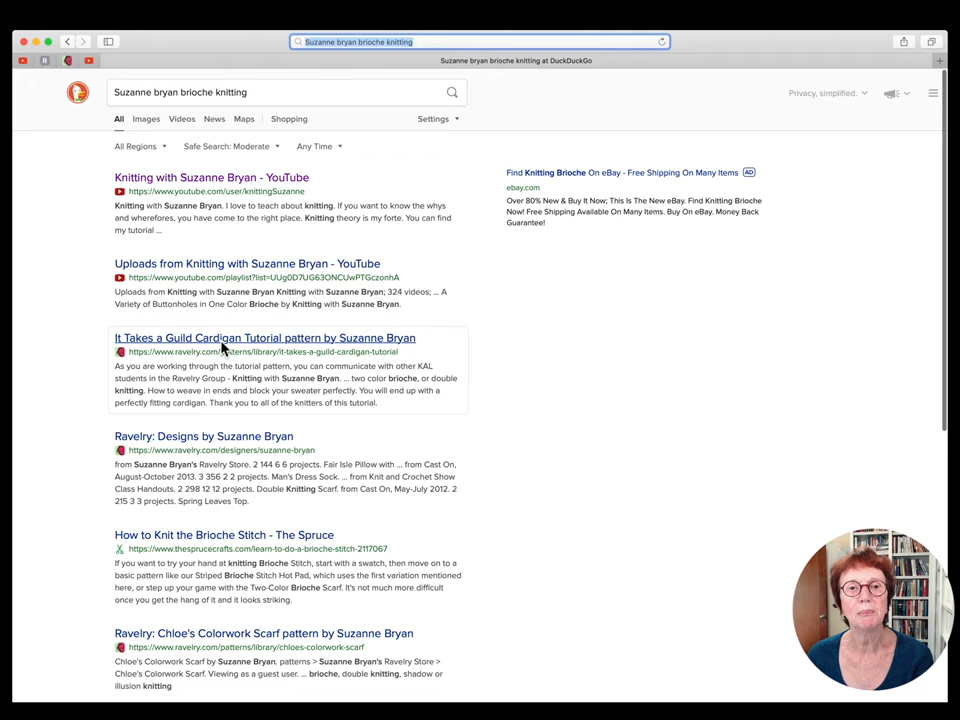 Suzanne bryan brioche knitting
Suzanne bryan brioche knitting at DuckDuckGo
Suzanne bryan brioche knitting
Privacy, simplified.
All Images Videos News Maps Shopping Settings
All Regions Safe Search: Moderate Any Time
Knitting with Suzanne Bryan - YouTube
https://www.youtube.com/user/knittingSuzanne
Knitting with Suzanne Bryan. I love to teach about knitting. If you want to know the whys
and wherefores, you have come to the right place. Knitting theory is my forte. You can find
my tutorial ...
Find Knitting Brioche On eBay - Free Shipping On Many Items AD
ebay.com
Over 80% New & Buy It Now; This Is The New eBay. Find Knitting Brioche
Now! Free Shipping Available On Many Items. Buy On eBay. Money Back
Guarantee!
Uploads from Knitting with Suzanne Bryan - YouTube
https://www.youtube.com/playlist?list=UUg0D7UG63ONCUwPTGczonhA
Uploads from Knitting with Suzanne Bryan Knitting with Suzanne Bryan; 324 videos; ... A
Variety of Buttonholes in One Color Brioche by Knitting with Suzanne Bryan.
It Takes a Guild Cardigan Tutorial pattern by Suzanne Bryan
https://www.ravelry.com/patterns/library/it-takes-a-guild-cardigan-tutorial
As you are working through the tutorial pattern, you can communicate with other KAL
students in the Ravelry Group - Knitting with Suzanne Bryan. ... two color brioche, or double
knitting. How to weave in ends and block your sweater perfectly. You will end up with a
perfectly fitting cardigan. Thank you to all of the knitters of this tutorial.
Ravelry: Designs by Suzanne Bryan
https://www.ravelry.com/designers/suzanne-bryan
from Suzanne Bryan's Ravelry Store. 2 144 6 6 projects. Fair Isle Pillow with ... from Cast On,
August-October 2013. 3 356 2 2 projects. Man's Dress Sock. ... from Knit and Crochet Show
Class Handouts. 2 298 12 12 projects. Double Knitting Scarf. from Cast On, May-July 2012. 2
215 3 3 projects. Spring Leaves Top.
How to Knit the Brioche Stitch - The Spruce
https://www.thesprucecrafts.com/learn-to-do-a-brioche-stitch-2117067
If you want to try your hand at knitting Brioche Stitch, start with a swatch, then move on to a
basic pattern like our Striped Brioche Stitch Hot Pad, which uses the first variation mentioned
here, or step up your game with the Two-Color Brioche Scarf. It's not much more difficult
once you get the hang of it and it looks striking.
Ravelry: Chloe's Colorwork Scarf pattern by Suzanne Bryan
https://www.ravelry.com/patterns/library/chloes-colorwork-scarf
Chloe's Colorwork Scarf by Suzanne Bryan. patterns > Suzanne Bryan's Ravelry Store >
Chloe's Colorwork Scarf. Viewing as a guest user. ... brioche, double knitting, shadow or
illusion knitting